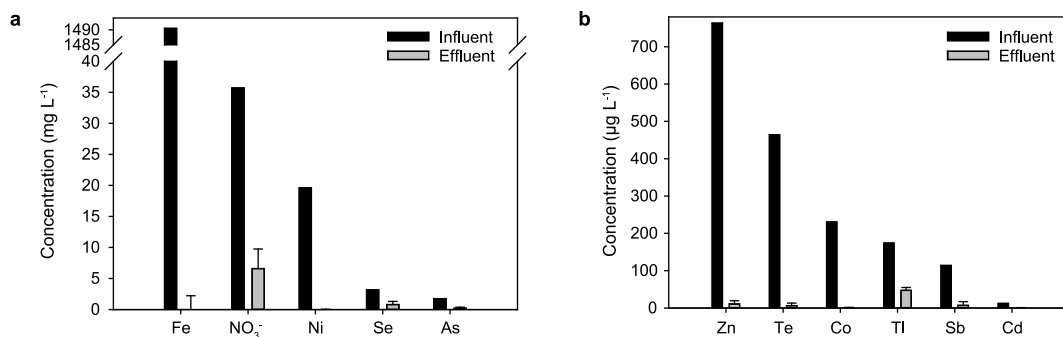 a
1490
1485
40
35
30
25
20
15
10
5
0
Concentration (mg L⁻¹)
Influent
Effluent
Fe NO₃⁻ Ni Se As
b
700
600
500
400
300
200
100
0
Concentration (µg L⁻¹)
Influent
Effluent
Zn Te Co Tl Sb Cd